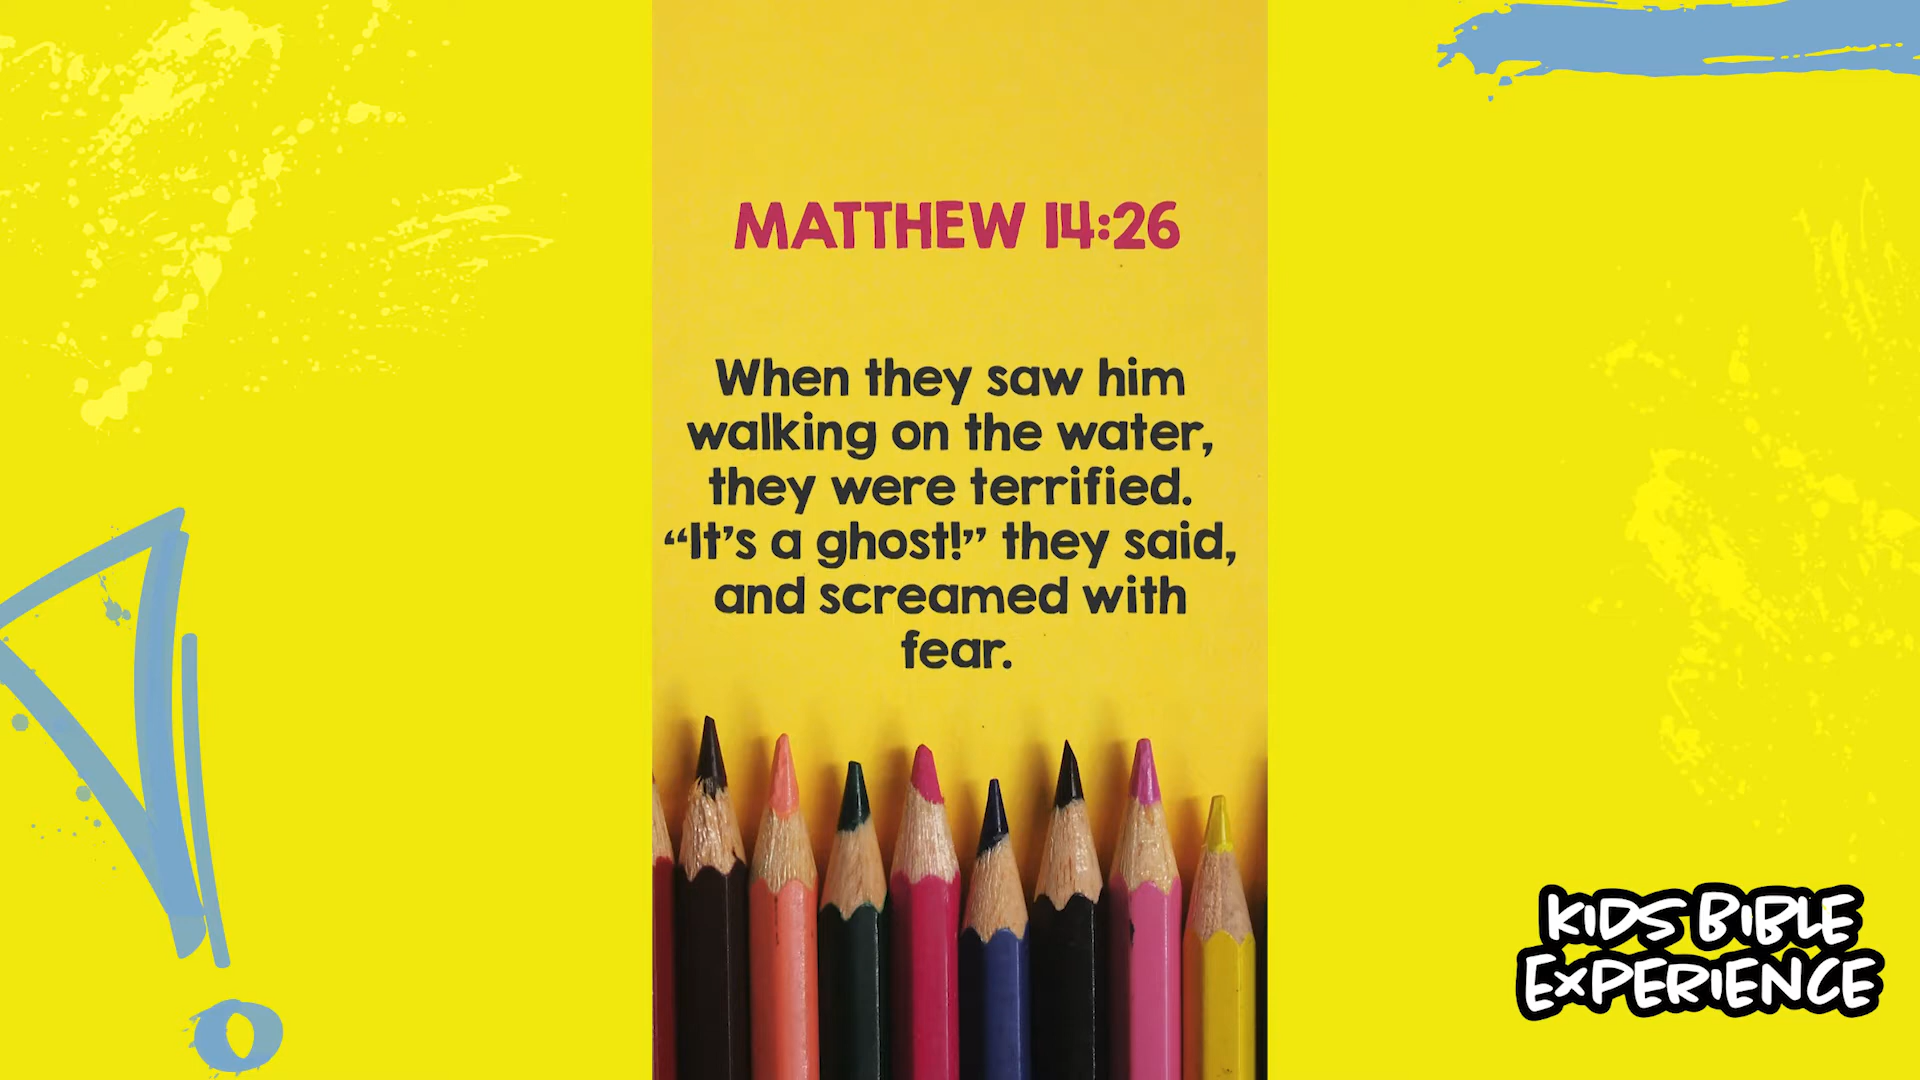 MATTHEW 14:26
When they saw him
walking on the water,
they were terrified.
“It’s a ghost!” they said,
and screamed with
fear.
KIDS BIBLE
EXPERIENCE